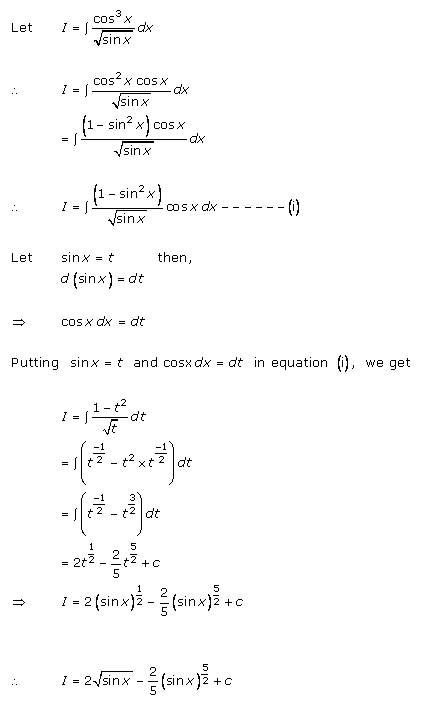 Let I = ∫ cos³x / √(sin x) dx
∴ I = ∫ cos²x cos x / √(sin x) dx
= ∫ (1 − sin²x) cos x / √(sin x) dx
∴ I = ∫ (1 − sin²x) / √(sin x) cos x dx − − − − − − (i)
Let sin x = t then,
d(sin x) = dt
⇒ cos x dx = dt
Putting sin x = t and cosx dx = dt in equation (i), we get
I = ∫ (1 − t²) / √t dt
= ∫ (t^(−1/2) − t² × t^(−1/2)) dt
= ∫ (t^(−1/2) − t^(3/2)) dt
= 2t^(1/2) − 2/5 t^(5/2) + c
⇒ I = 2 (sin x)^(1/2) − 2/5 (sin x)^(5/2) + c
∴ I = 2√(sin x) − 2/5 (sin x)^(5/2) + c